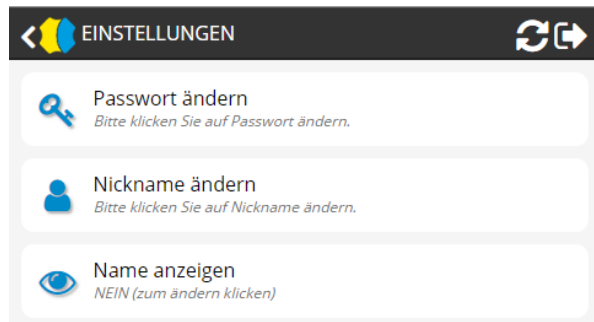 EINSTELLUNGEN
Passwort ändern
Bitte klicken Sie auf Passwort ändern.
Nickname ändern
Bitte klicken Sie auf Nickname ändern.
Name anzeigen
NEIN (zum ändern klicken)